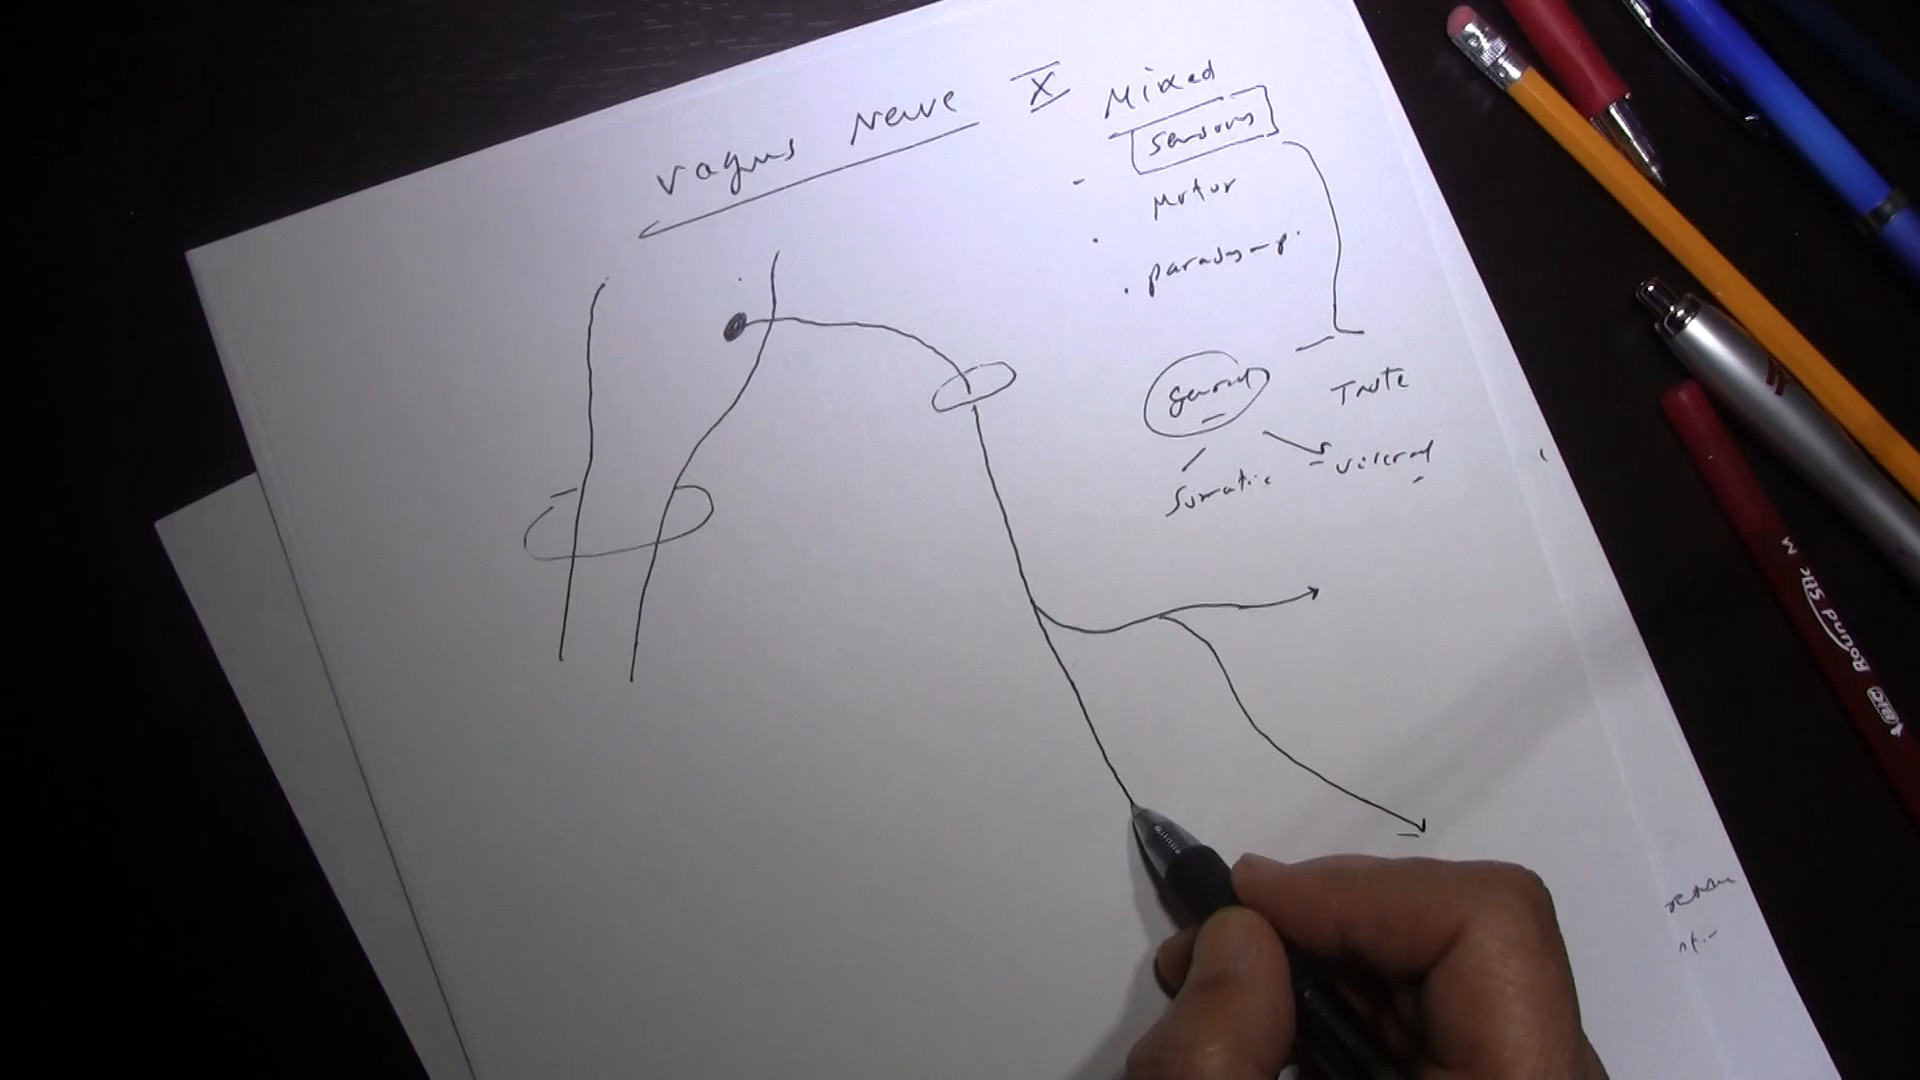 Vagus Nerve X Mixed
Sensory
Motor
parasymp.
General Taste
Somatic Visceral
BIC Round Stic M